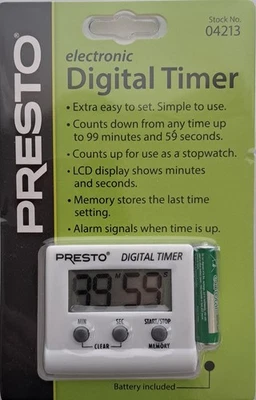 Stock No.
04213
PRESTO®
electronic
Digital Timer
• Extra easy to set. Simple to use.
• Counts down from any time up
to 99 minutes and 59 seconds.
• Counts up for use as a stopwatch.
• LCD display shows minutes
and seconds.
• Memory stores the last time
setting.
• Alarm signals when time is up.
PRESTO® DIGITAL TIMER
99 M 59 S
MIN SEC START/STOP
CLEAR MEMORY
Battery included